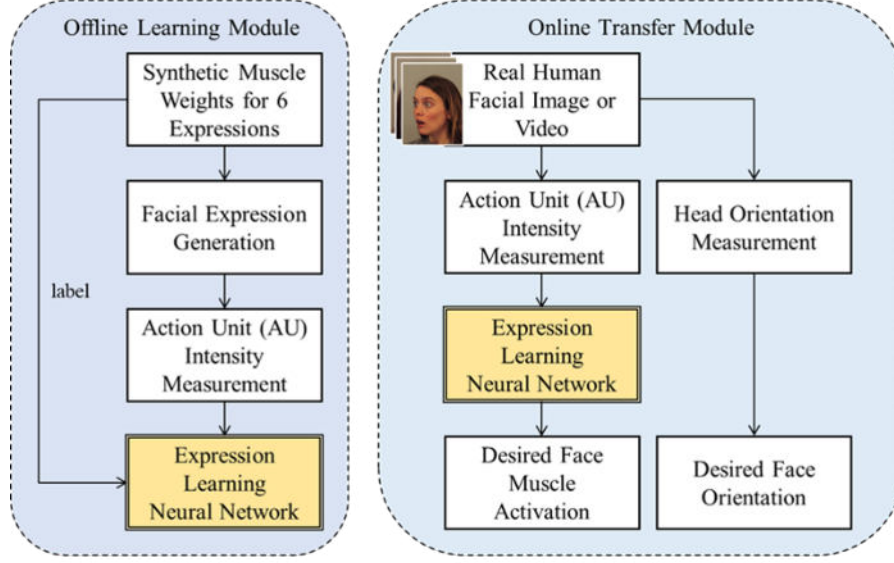 Offline Learning Module
Synthetic Muscle
Weights for 6
Expressions
Facial Expression
Generation
label
Action Unit (AU)
Intensity
Measurement
Expression
Learning
Neural Network
Online Transfer Module
Real Human
Facial Image or
Video
Action Unit (AU)
Intensity
Measurement
Head Orientation
Measurement
Expression
Learning
Neural Network
Desired Face
Muscle
Activation
Desired Face
Orientation